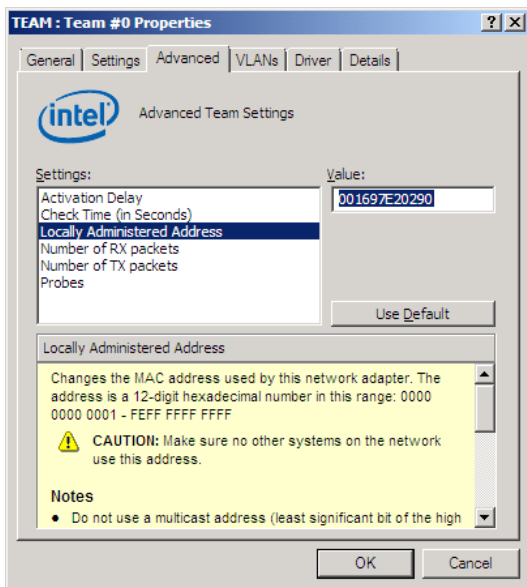 TEAM : Team #0 Properties
General Settings Advanced VLANs Driver Details
intel
Advanced Team Settings
Settings:
Value:
Activation Delay
Check Time (in Seconds)
Locally Administered Address
Number of RX packets
Number of TX packets
Probes
001697E20290
Use Default
Locally Administered Address
Changes the MAC address used by this network adapter. The
address is a 12-digit hexadecimal number in this range: 0000
0000 0001 - FEFF FFFF FFFF
CAUTION: Make sure no other systems on the network
use this address.
Notes
• Do not use a multicast address (least significant bit of the high
OK Cancel